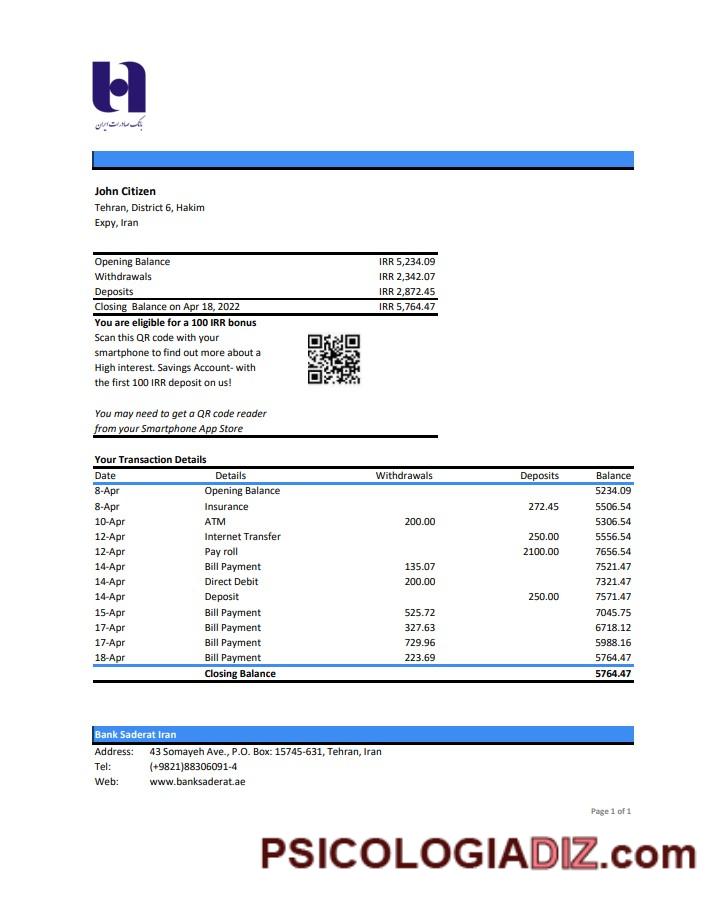 بانک صادرات ایران
John Citizen
Tehran, District 6, Hakim
Expy, Iran
Opening Balance IRR 5,234.09
Withdrawals IRR 2,342.07
Deposits IRR 2,872.45
Closing Balance on Apr 18, 2022 IRR 5,764.47
You are eligible for a 100 IRR bonus
Scan this QR code with your
smartphone to find out more about a
High interest. Savings Account- with
the first 100 IRR deposit on us!
You may need to get a QR code reader
from your Smartphone App Store
Your Transaction Details
Date Details Withdrawals Deposits Balance
8-Apr Opening Balance 5234.09
8-Apr Insurance 272.45 5506.54
10-Apr ATM 200.00 5306.54
12-Apr Internet Transfer 250.00 5556.54
12-Apr Pay roll 2100.00 7656.54
14-Apr Bill Payment 135.07 7521.47
14-Apr Direct Debit 200.00 7321.47
14-Apr Deposit 250.00 7571.47
15-Apr Bill Payment 525.72 7045.75
17-Apr Bill Payment 327.63 6718.12
17-Apr Bill Payment 729.96 5988.16
18-Apr Bill Payment 223.69 5764.47
Closing Balance 5764.47
Bank Saderat Iran
Address: 43 Somayeh Ave., P.O. Box: 15745-631, Tehran, Iran
Tel: (+9821)88306091-4
Web: www.banksaderat.ae
Page 1 of 1
PSICOLOGIADIZ.com